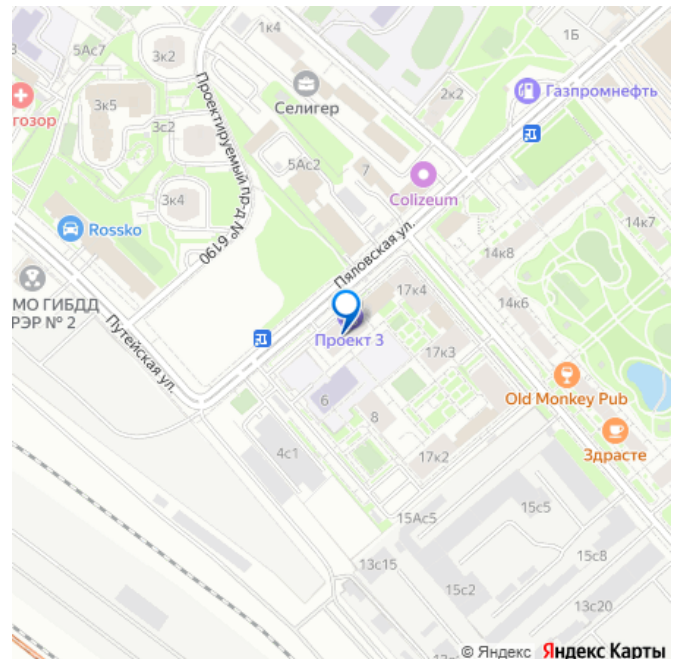 1к4
1Б
5Ас7
3к2
Газпромнефть
2к2
Селигер
3к5
гозор
3с2
5Ас2
7
Colizeum
Проектируемый пр-д № 6190
3к4
14к7
Rossko
Пяловская ул.
14к8
МО ГИБДД
РЭР № 2
17к4
14к6
Путейская ул.
Проект 3
17к3
Old Monkey Pub
6
8
Здрасте
4с1
17к2
15с5
15Ас5
15с8
13с15
15с2
13с20
© Яндекс Яндекс Карты